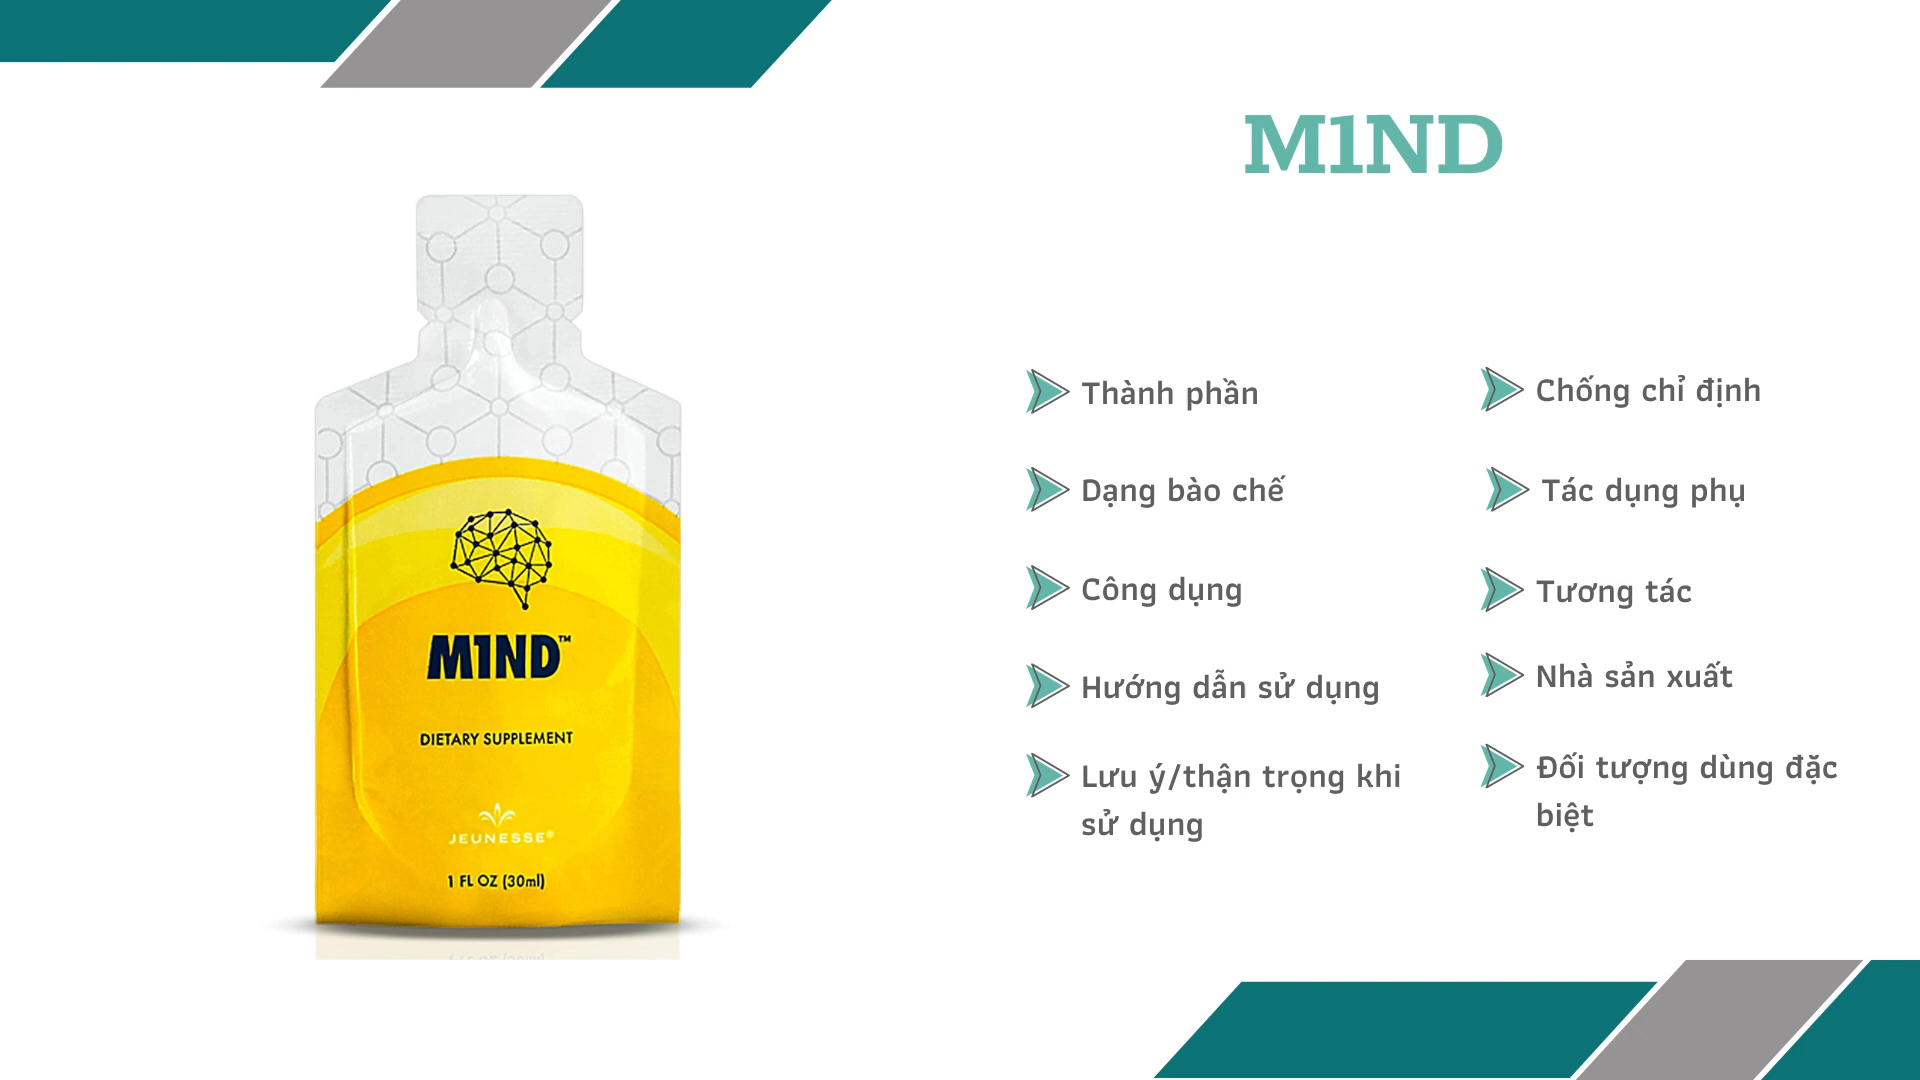 M1ND
M1ND™
DIETARY SUPPLEMENT
JEUNESSE®
1 FL OZ (30ml)
Thành phần
Dạng bào chế
Công dụng
Hướng dẫn sử dụng
Lưu ý/thận trọng khi
sử dụng
Chống chỉ định
Tác dụng phụ
Tương tác
Nhà sản xuất
Đối tượng dùng đặc
biệt